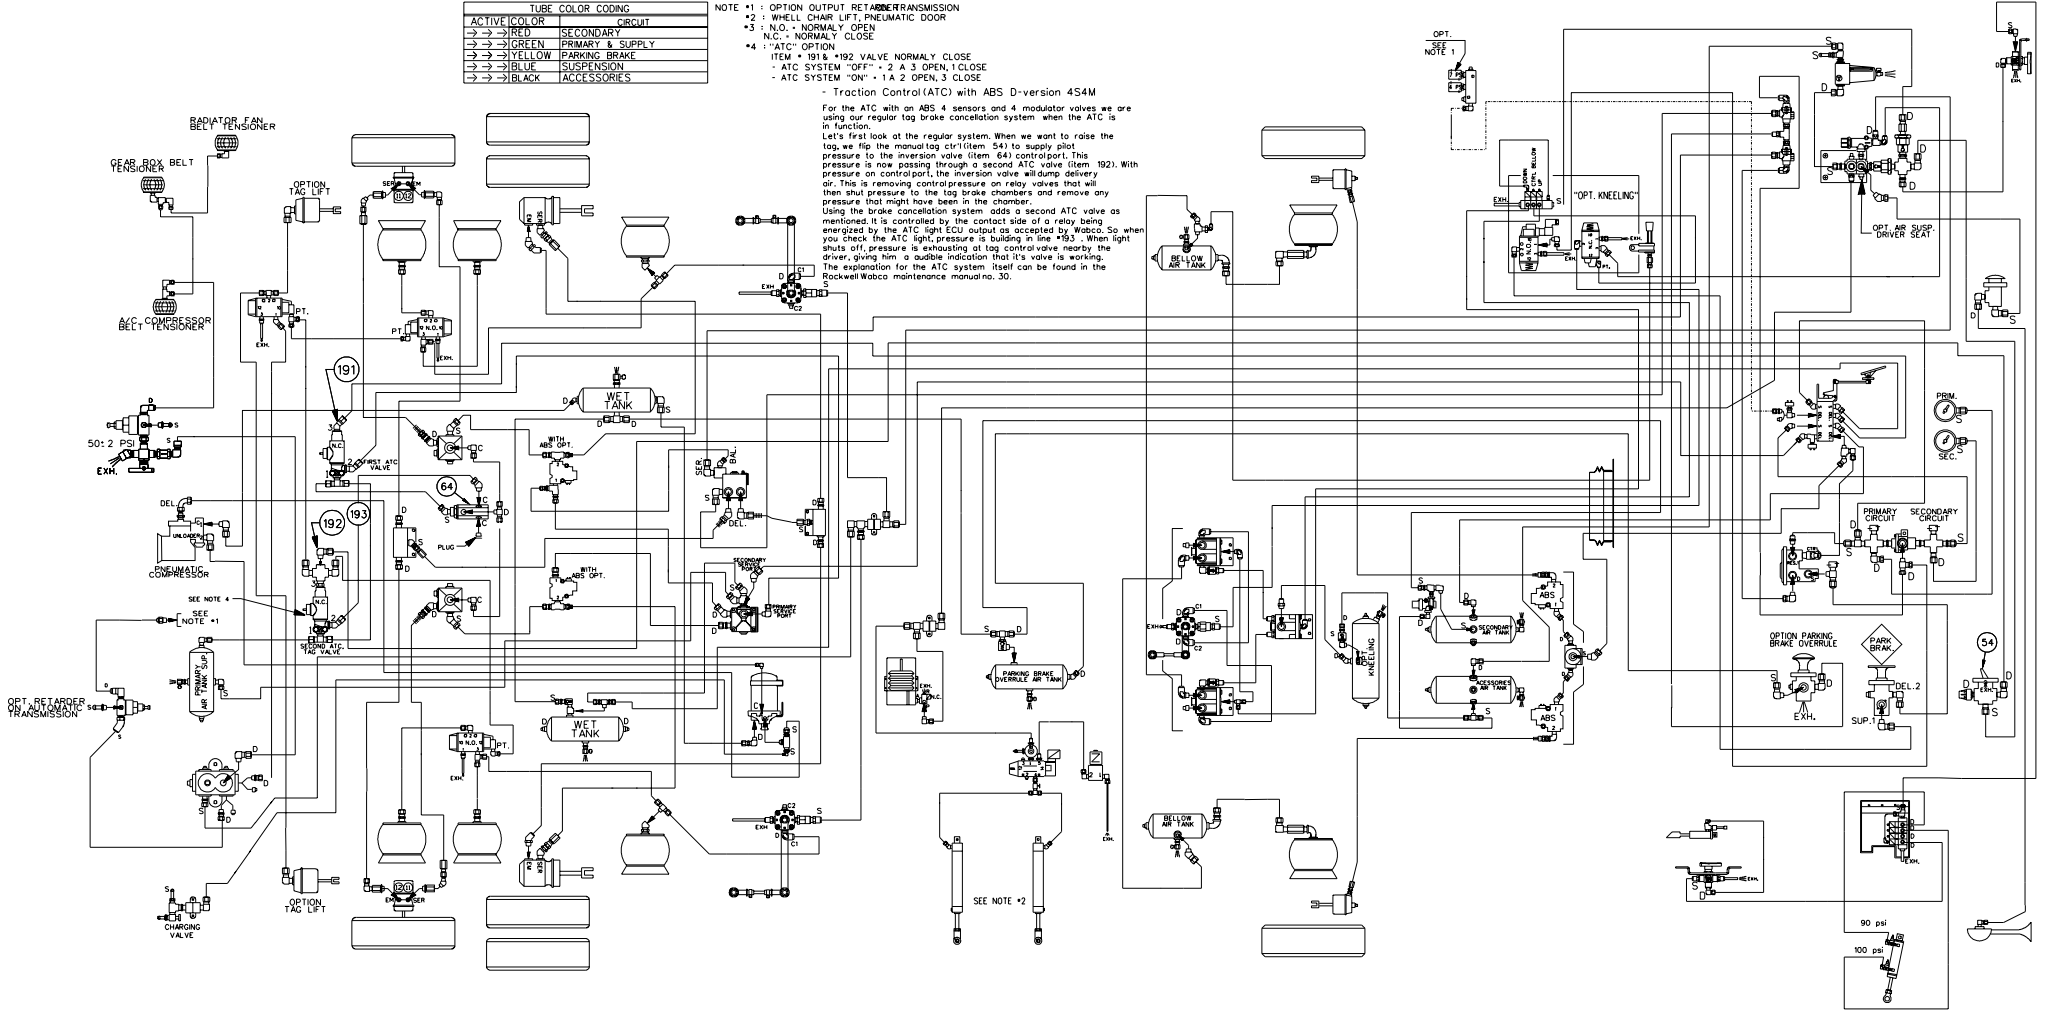 TUBE COLOR CODING
ACTIVE COLOR CIRCUIT
→ → → RED SECONDARY
→ → → GREEN PRIMARY & SUPPLY
→ → → YELLOW PARKING BRAKE
→ → → BLUE SUSPENSION
→ → → BLACK ACCESSORIES
NOTE *1 : OPTION OUTPUT RETARDER TRANSMISSION
*2 : WHELL CHAIR LIFT, PNEUMATIC DOOR
*3 : N.O. = NORMALY OPEN
N.C. = NORMALY CLOSE
*4 : "ATC" OPTION
ITEM * 191 & *192 VALVE NORMALY CLOSE
- ATC SYSTEM "OFF" = 2 A 3 OPEN, 1 CLOSE
- ATC SYSTEM "ON" = 1 A 2 OPEN, 3 CLOSE
- Traction Control (ATC) with ABS D-version 4S4M
For the ATC with an ABS 4 sensors and 4 modulator valves we are
using our regular tag brake cancellation system when the ATC is
in function.
Let's first look at the regular system. When we want to raise the
tag, we flip the manual tag ctr'l (item 54) to supply pilot
pressure to the inversion valve (item 64) control port. This
pressure is now passing through a second ATC valve (item 192). With
pressure on control port, the inversion valve will dump delivery
air. This is removing control pressure on relay valves that will
then shut pressure to the tag brake chambers and remove any
pressure that might have been in the chamber.
Using the brake cancellation system adds a second ATC valve as
mentioned. It is controlled by the contact side of a relay being
energized by the ATC light ECU output as accepted by Wabco. So when
you check the ATC light, pressure is building in line *193 . When light
shuts off, pressure is exhausting at tag control valve nearby the
driver, giving him a audible indication that it's valve is working.
The explanation for the ATC system itself can be found in the
Rockwell Wabco maintenance manual no. 30.
RADIATOR FAN
BELT TENSIONER
GEAR BOX BELT
TENSIONER
OPTION
TAG LIFT
A/C COMPRESSOR
BELT TENSIONER
EXH.
PT.
191
50± 2 PSI
EXH.
FIRST ATC
VALVE
WET
TANK
WITH
ABS OPT.
64
193
192
PLUG
DEL.
UNLOADER
PNEUMATIC
COMPRESSOR
SEE NOTE 4
SEE
NOTE *1
SECOND ATC.
TAG VALVE
PRIMARY
AIR
TANK SUP.
OPT. RETARDER
ON AUTOMATIC
TRANSMISSION
WITH
ABS OPT.
SER.
BAL.
DEL.
SECONDARY
SERVICE
PORT
PRIMARY
SERVICE
PORT
WET
TANK
OPTION
TAG LIFT
CHARGING
VALVE
BELLOW
AIR TANK
PARKING BRAKE
OVERRULE AIR TANK
SEE NOTE *2
BELLOW
AIR TANK
OPT.
KNEELING
SECONDARY
AIR TANK
ACESSORIES
AIR TANK
ABS
ABS
OPT.
SEE
NOTE 1
DOWN
CTRL BELLOW
UP
"OPT. KNEELING"
OPT. AIR SUSP.
DRIVER SEAT
PRIM.
SEC.
PRIMARY
CIRCUIT
SECONDARY
CIRCUIT
OPTION PARKING
BRAKE OVERRULE
PARK
BRAK.
54
DEL.2
SUP.1
EXH.
90 psi
100 psi